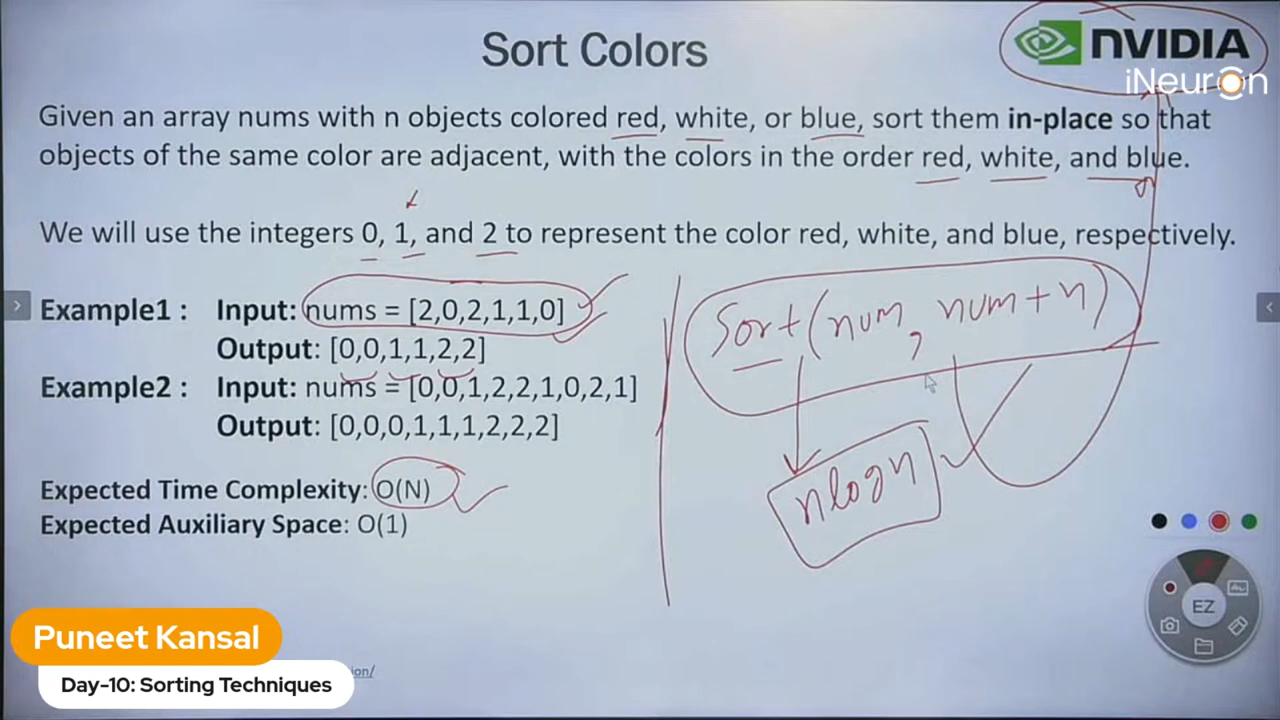 Sort Colors
nVIDIA
iNeuron
Given an array nums with n objects colored red, white, or blue, sort them in-place so that
objects of the same color are adjacent, with the colors in the order red, white, and blue.
We will use the integers 0, 1, and 2 to represent the color red, white, and blue, respectively.
Example1 : Input: nums = [2,0,2,1,1,0]
Output: [0,0,1,1,2,2]
Example2 : Input: nums = [0,0,1,2,2,1,0,2,1]
Output: [0,0,0,1,1,1,2,2,2]
Expected Time Complexity: O(N)
Expected Auxiliary Space: O(1)
Sort(num, num+n)
nlogn
EZ
Puneet Kansal
ion/
Day-10: Sorting Techniques